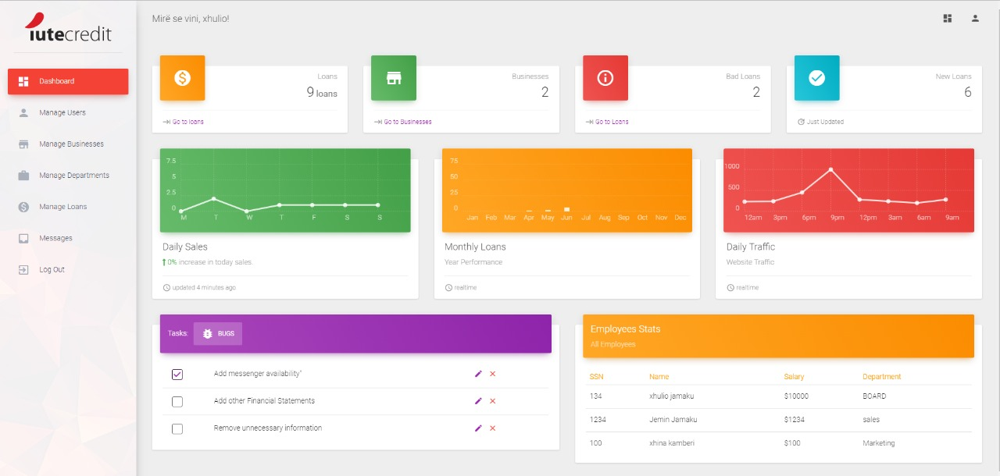 iutecredit
Mirë se vini, xhulio!
Dashboard
Manage Users
Manage Businesses
Manage Departments
Manage Loans
Messages
Log Out
Loans
9 loans
Go to loans
Businesses
2
Go to Businesses
Bad Loans
2
Go to Loans
New Loans
6
Just Updated
7.5
5
2.5
0
M T W T F S S
Daily Sales
0% increase in today sales.
updated 4 minutes ago
75
50
25
0
Jan Feb Mar Apr May Jun Jul Aug Sep Oct Nov Dec
Monthly Loans
Year Performance
realtime
1000
500
0
12am 3pm 6pm 9pm 12pm 3am 6am 9am
Daily Traffic
Website Traffic
realtime
Tasks: BUGS
Add messenger availability"
Add other Financial Statements
Remove unnecessary information
Employees Stats
All Employees
SSN Name Salary Department
134 xhulio jamaku $10000 BOARD
1234 Jemin Jamaku $1234 sales
100 xhina kamberi $100 Marketing